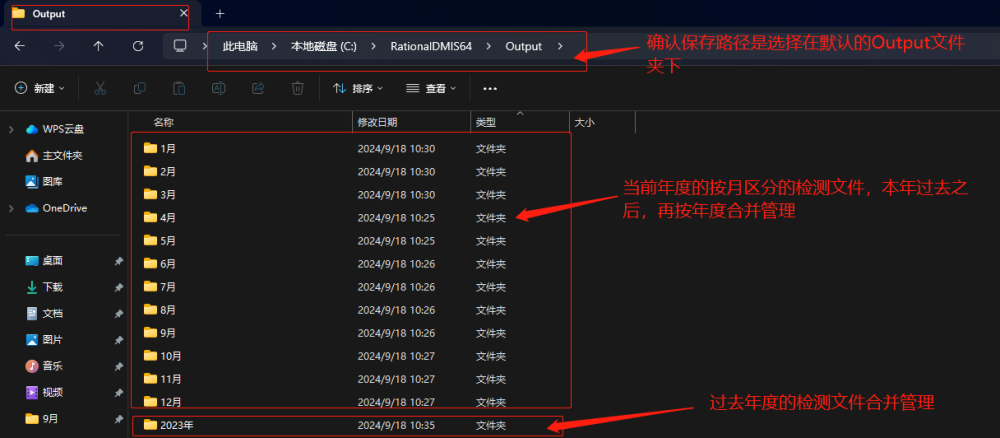 Output
此电脑 本地磁盘 (C:) RationalDMIS64 Output
确认保存路径是选择在默认的Output文件
夹下
新建 排序 查看
名称 修改日期 类型 大小
WPS云盘
主文件夹
图库
OneDrive
桌面
下载
文档
图片
音乐
视频
9月
1月 2024/9/18 10:30 文件夹
2月 2024/9/18 10:30 文件夹
3月 2024/9/18 10:30 文件夹
4月 2024/9/18 10:25 文件夹
5月 2024/9/18 10:25 文件夹
6月 2024/9/18 10:26 文件夹
7月 2024/9/18 10:26 文件夹
8月 2024/9/18 10:26 文件夹
9月 2024/9/18 10:26 文件夹
10月 2024/9/18 10:27 文件夹
11月 2024/9/18 10:27 文件夹
12月 2024/9/18 10:27 文件夹
2023年 2024/9/18 10:35 文件夹
当前年度的按月区分的检测文件，本年过去之
后，再按年度合并管理
过去年度的检测文件合并管理